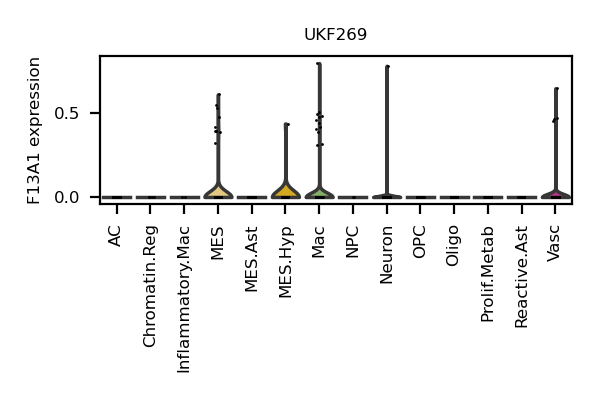 UKF269
F13A1 expression
0.5
0.0
AC
Chromatin.Reg
Inflammatory.Mac
MES
MES.Ast
MES.Hyp
Mac
NPC
Neuron
OPC
Oligo
Prolif.Metab
Reactive.Ast
Vasc